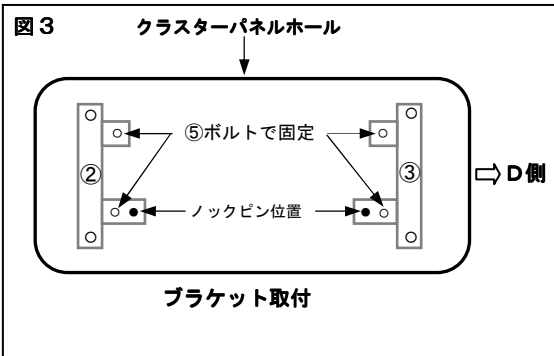 図3
クラスターパネルホール
⑤ボルトで固定
②
③
⇨D側
ノックピン位置
ブラケット取付